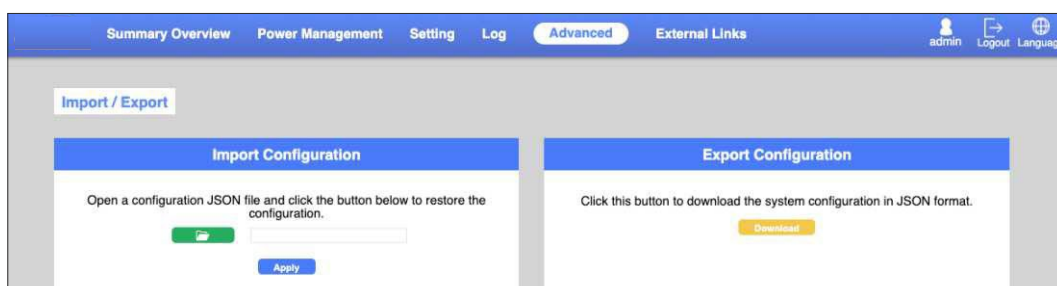 Summary Overview Power Management Setting Log Advanced External Links admin Logout Languag
Import / Export
Import Configuration
Open a configuration JSON file and click the button below to restore the
configuration.
Apply
Export Configuration
Click this button to download the system configuration in JSON format.
Download